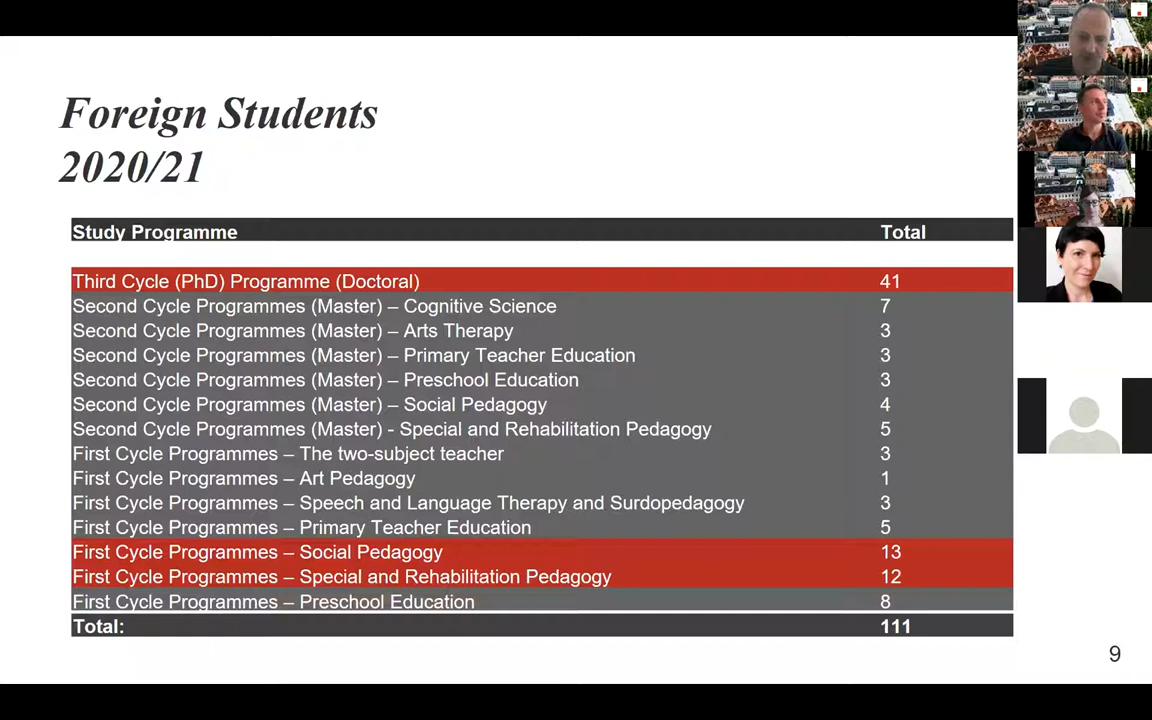 Foreign Students
2020/21
Study Programme Total
Third Cycle (PhD) Programme (Doctoral) 41
Second Cycle Programmes (Master) – Cognitive Science 7
Second Cycle Programmes (Master) – Arts Therapy 3
Second Cycle Programmes (Master) – Primary Teacher Education 3
Second Cycle Programmes (Master) – Preschool Education 3
Second Cycle Programmes (Master) – Social Pedagogy 4
Second Cycle Programmes (Master) - Special and Rehabilitation Pedagogy 5
First Cycle Programmes – The two-subject teacher 3
First Cycle Programmes – Art Pedagogy 1
First Cycle Programmes – Speech and Language Therapy and Surdopedagogy 3
First Cycle Programmes – Primary Teacher Education 5
First Cycle Programmes – Social Pedagogy 13
First Cycle Programmes – Special and Rehabilitation Pedagogy 12
First Cycle Programmes – Preschool Education 8
Total: 111
9